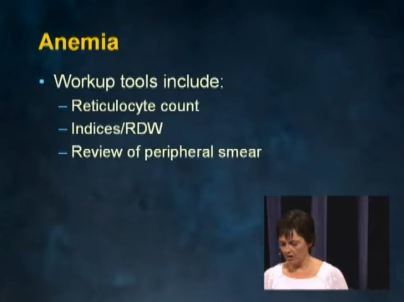 Anemia
• Workup tools include:
– Reticulocyte count
– Indices/RDW
– Review of peripheral smear